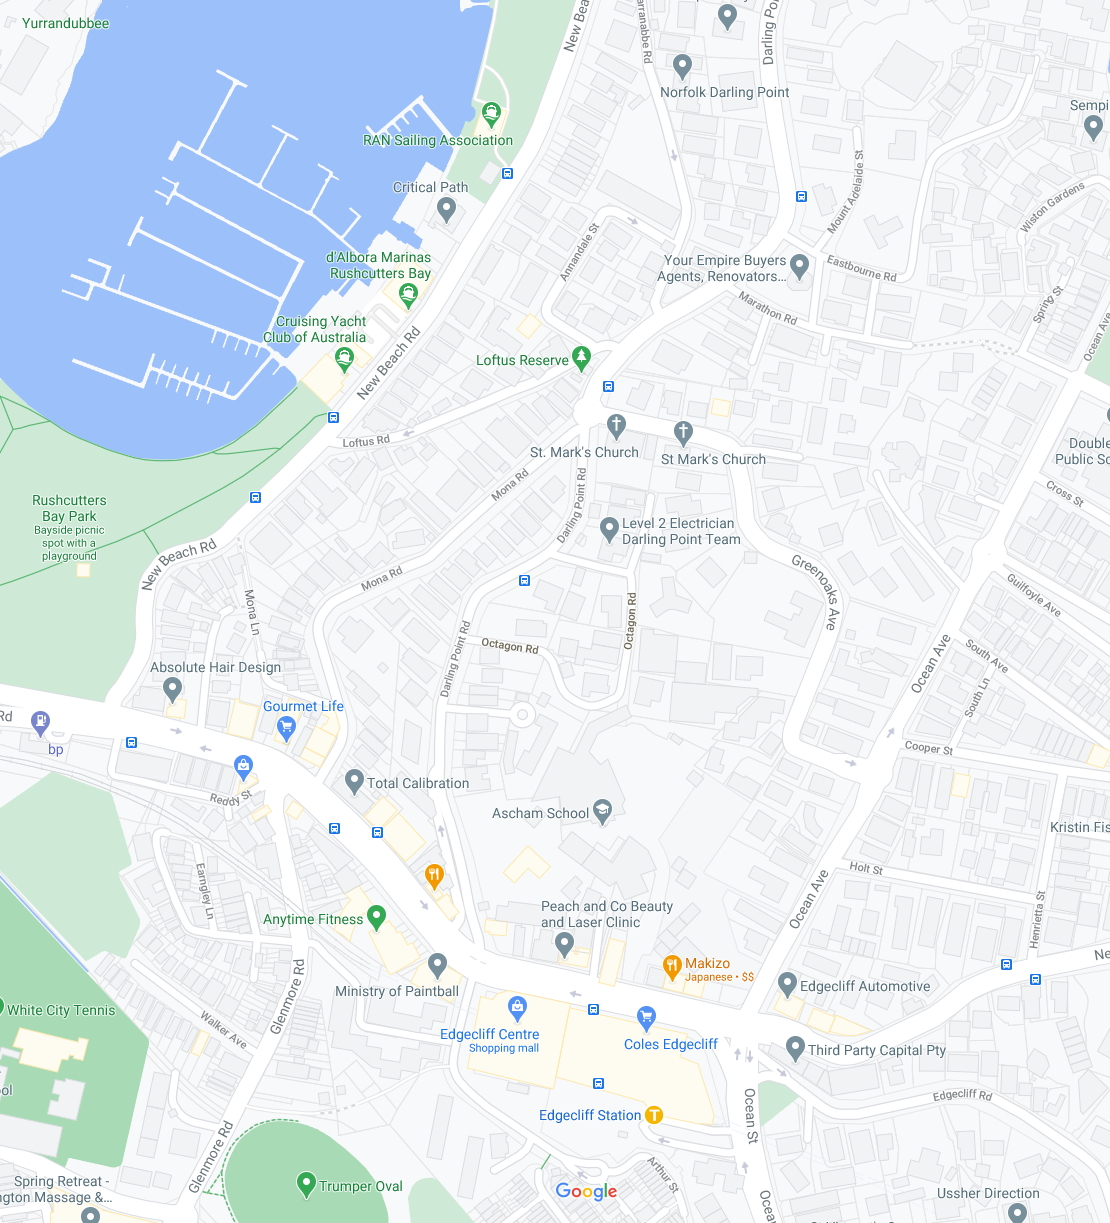 Yurrandubbee
New Bea
arranabbe Rd
Darling Po
Norfolk Darling Point
Sempi
RAN Sailing Association
Critical Path
Mount Adelaide St
Wiston Gardens
Annandale St
d'Albora Marinas
Rushcutters Bay
Your Empire Buyers
Agents, Renovators...
Eastbourne Rd
Marathon Rd
Spring St
Ocean Ave
Cruising Yacht
Club of Australia
New Beach Rd
Loftus Reserve
Loftus Rd
St. Mark's Church
St Mark's Church
Double
Public Sc
Mona Rd
Darling Point Rd
Cross St
Rushcutters
Bay Park
Bayside picnic
spot with a
playground
Level 2 Electrician
Darling Point Team
New Beach Rd
Mona Rd
Greenoaks Ave
Guilfoyle Ave
Mona Ln
Octagon Rd
Octagon Rd
Darling Point Rd
Ocean Ave
South Ave
South Ln
Absolute Hair Design
Gourmet Life
Rd
bp
Cooper St
Total Calibration
Reddy St
Ascham School
Kristin Fis
Earngley Ln
Holt St
Ocean Ave
Henrietta St
Peach and Co Beauty
and Laser Clinic
Anytime Fitness
Glenmore Rd
Ne
Makizo
Japanese • $$
Ministry of Paintball
Edgecliff Automotive
White City Tennis
Walker Ave
Edgecliff Centre
Shopping mall
Coles Edgecliff
Third Party Capital Pty
ol
Edgecliff Rd
Edgecliff Station
T
Ocean St
Glenmore Rd
Arthur St
Spring Retreat -
ngton Massage &...
Trumper Oval
Google
Ussher Direction
Ocea